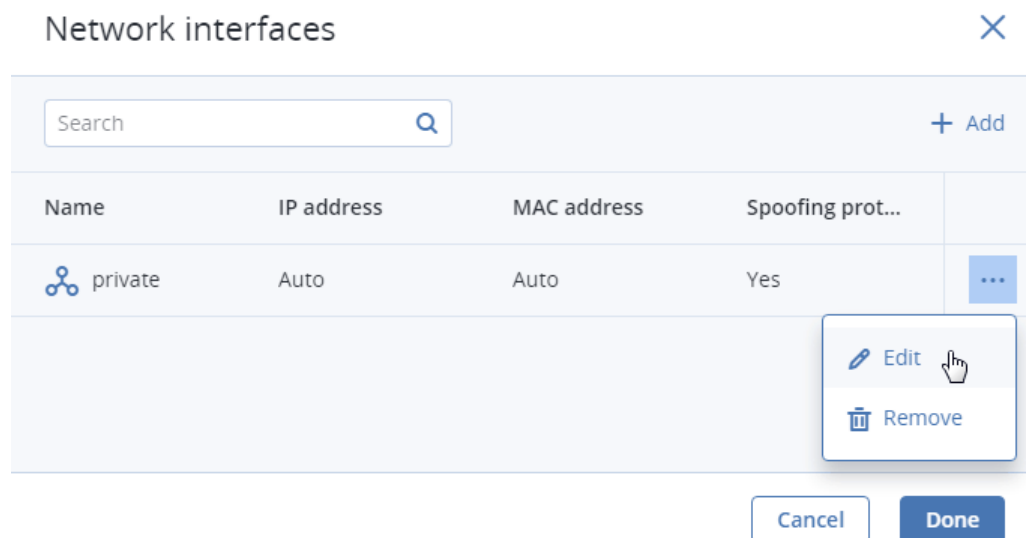 Network interfaces
Search
Add
Name IP address MAC address Spoofing prot...
private Auto Auto Yes
Edit
Remove
Cancel Done